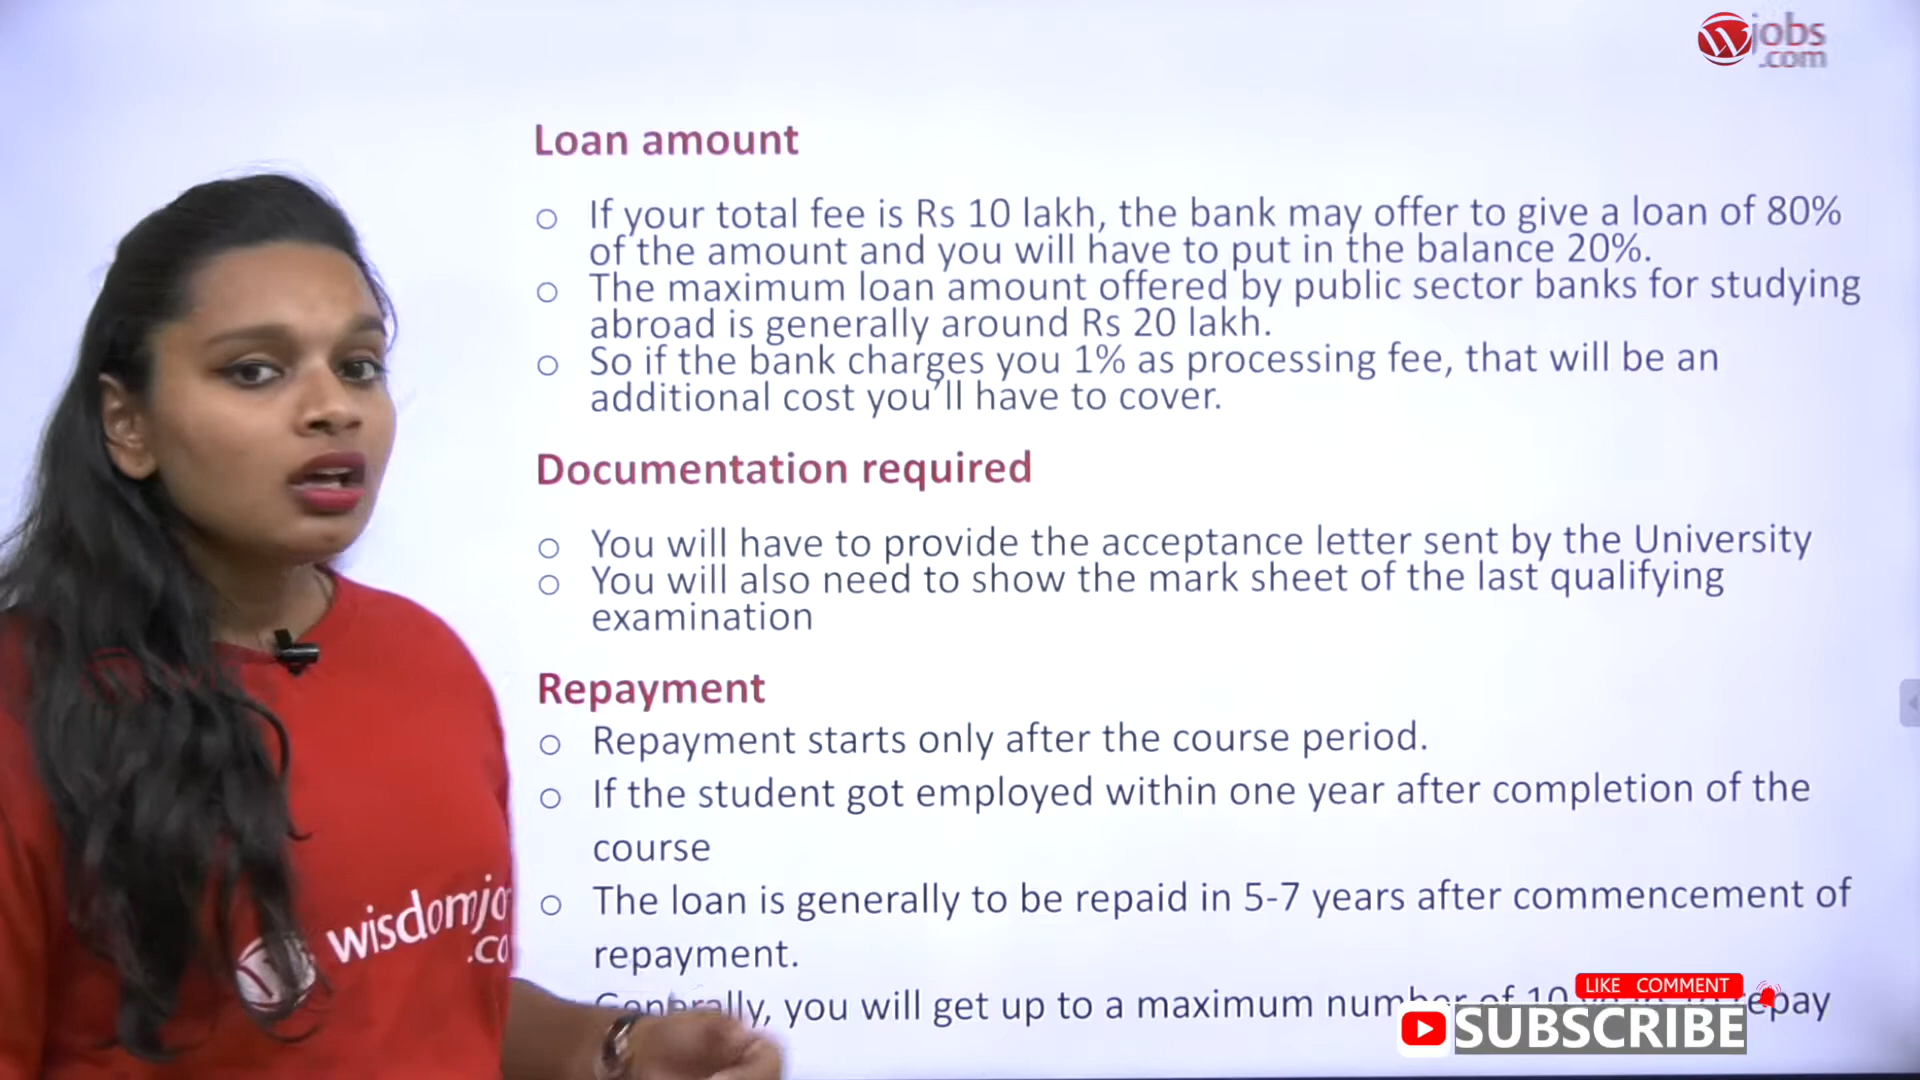 jobs
.com
Loan amount
If your total fee is Rs 10 lakh, the bank may offer to give a loan of 80%
of the amount and you will have to put in the balance 20%.
The maximum loan amount offered by public sector banks for studying
abroad is generally around Rs 20 lakh.
So if the bank charges you 1% as processing fee, that will be an
additional cost you'll have to cover.
Documentation required
You will have to provide the acceptance letter sent by the University
You will also need to show the mark sheet of the last qualifying
examination
Repayment
Repayment starts only after the course period.
If the student got employed within one year after completion of the
course
The loan is generally to be repaid in 5-7 years after commencement of
repayment.
Generally, you will get up to a maximum number of 10 repay
LIKE COMMENT
SUBSCRIBE
wisdomjo
.co